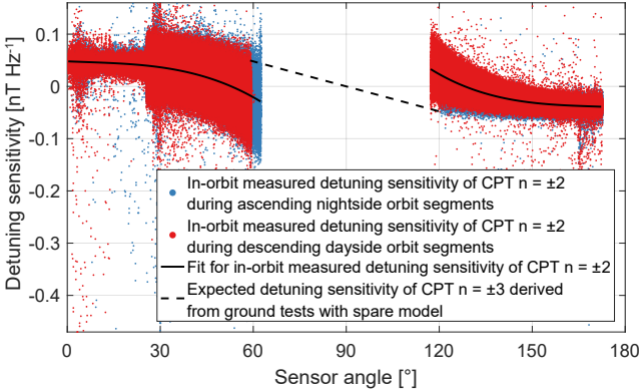 Detuning sensitivity [nT Hz⁻¹]
0.1
0
-0.1
-0.2
-0.3
-0.4
In-orbit measured detuning sensitivity of CPT n = ±2
during ascending nightside orbit segments
In-orbit measured detuning sensitivity of CPT n = ±2
during descending dayside orbit segments
Fit for in-orbit measured detuning sensitivity of CPT n = ±2
Expected detuning sensitivity of CPT n = ±3 derived
from ground tests with spare model
0 30 60 90 120 150 180
Sensor angle [°]